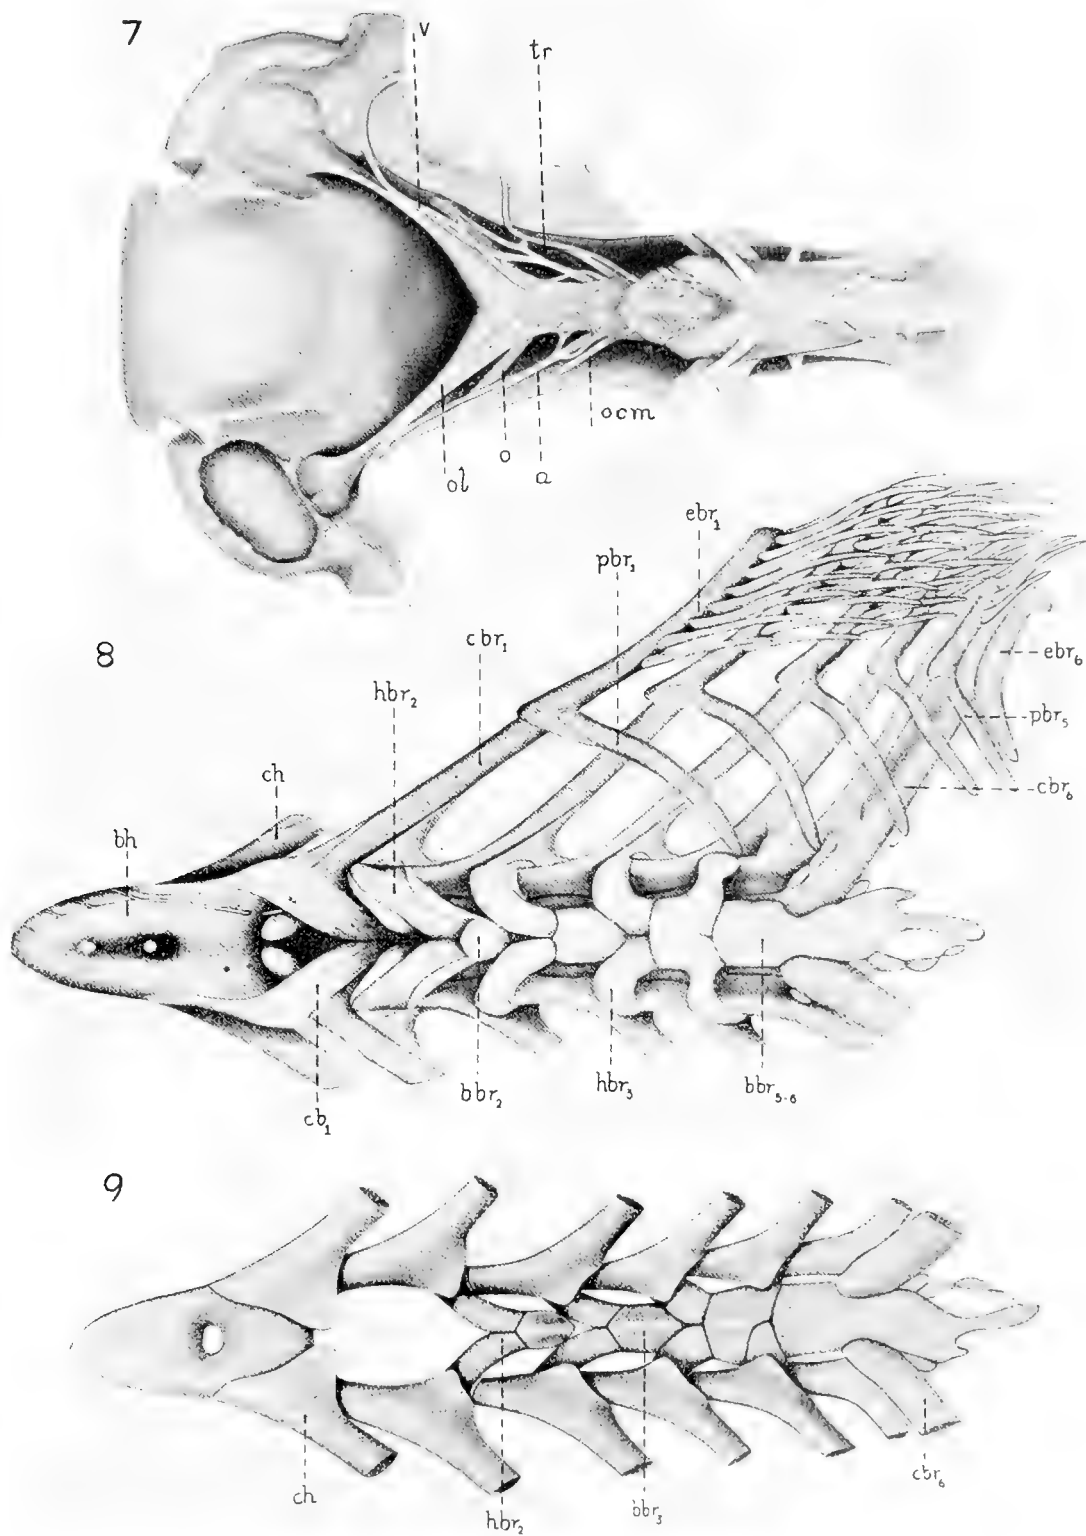 7
v
tr
ocm
o
a
ol
ebr₁
pbr₃
8
cbr₁
ebr₆
hbr₂
pbr₅
ch
cbr₆
bh
bbr₂
hbr₃
bbr₅₋₆
cb₁
9
ch
hbr₂
bbr₃
cbr₆